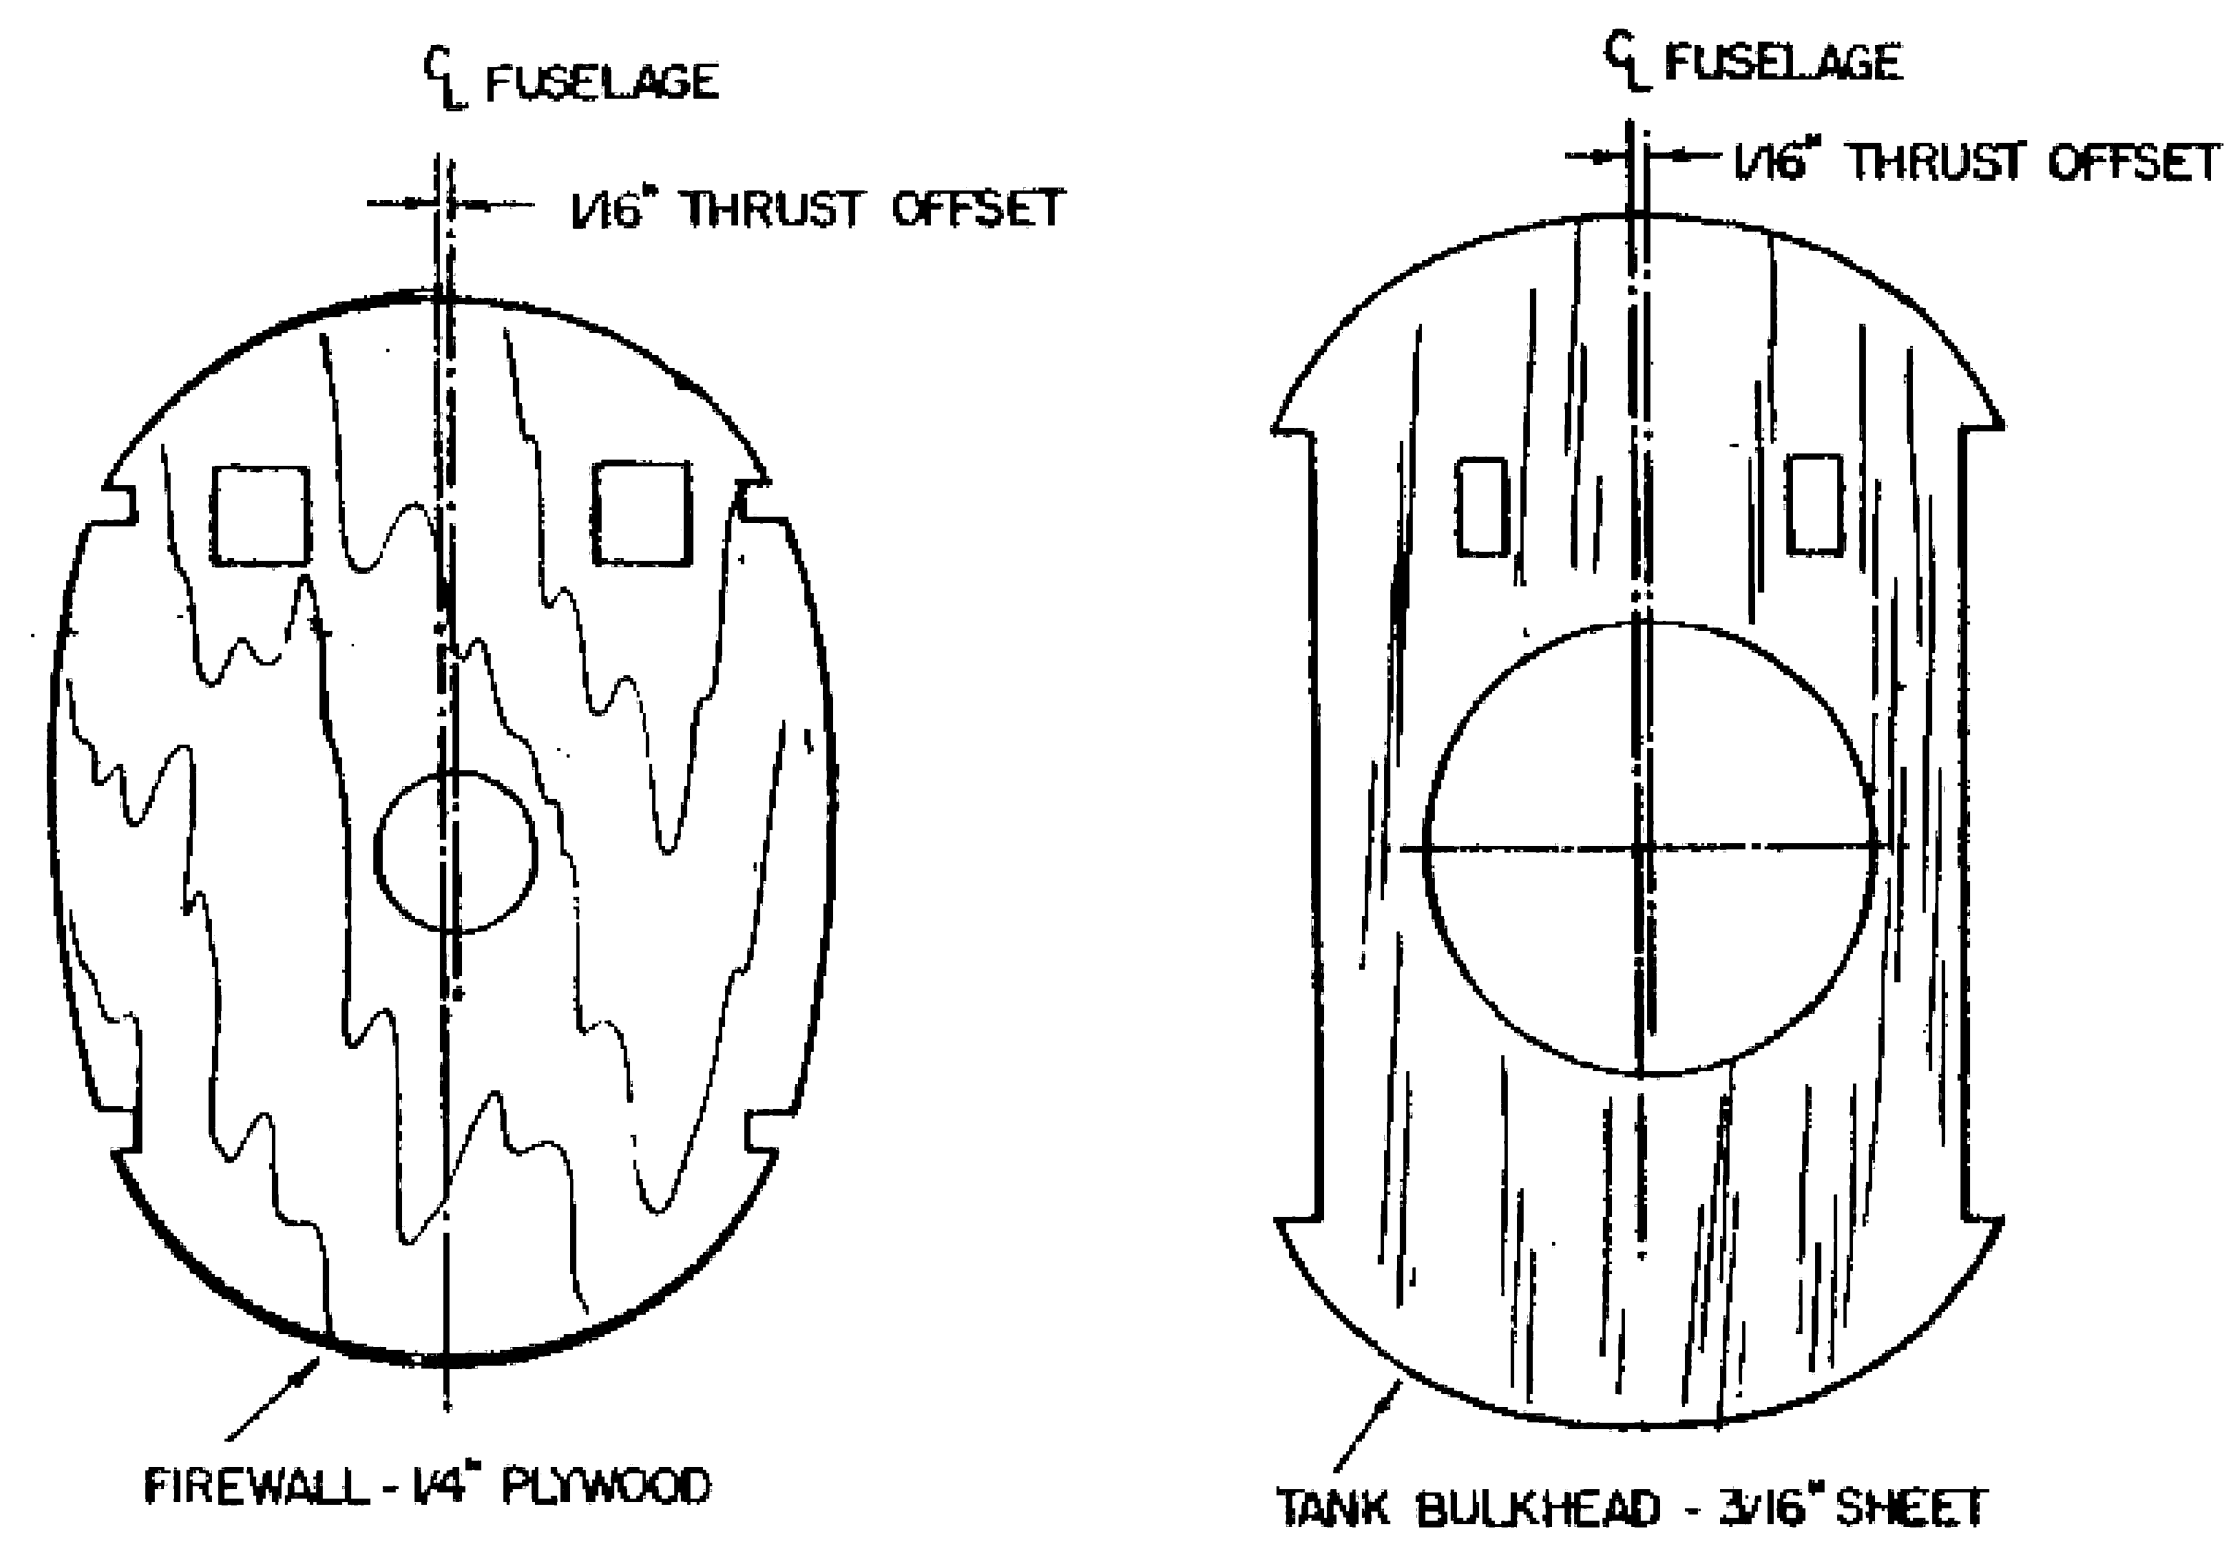 ℄ FUSELAGE
1/16" THRUST OFFSET
FIREWALL - 1/4" PLYWOOD
℄ FUSELAGE
1/16" THRUST OFFSET
TANK BULKHEAD - 3/16" SHEET